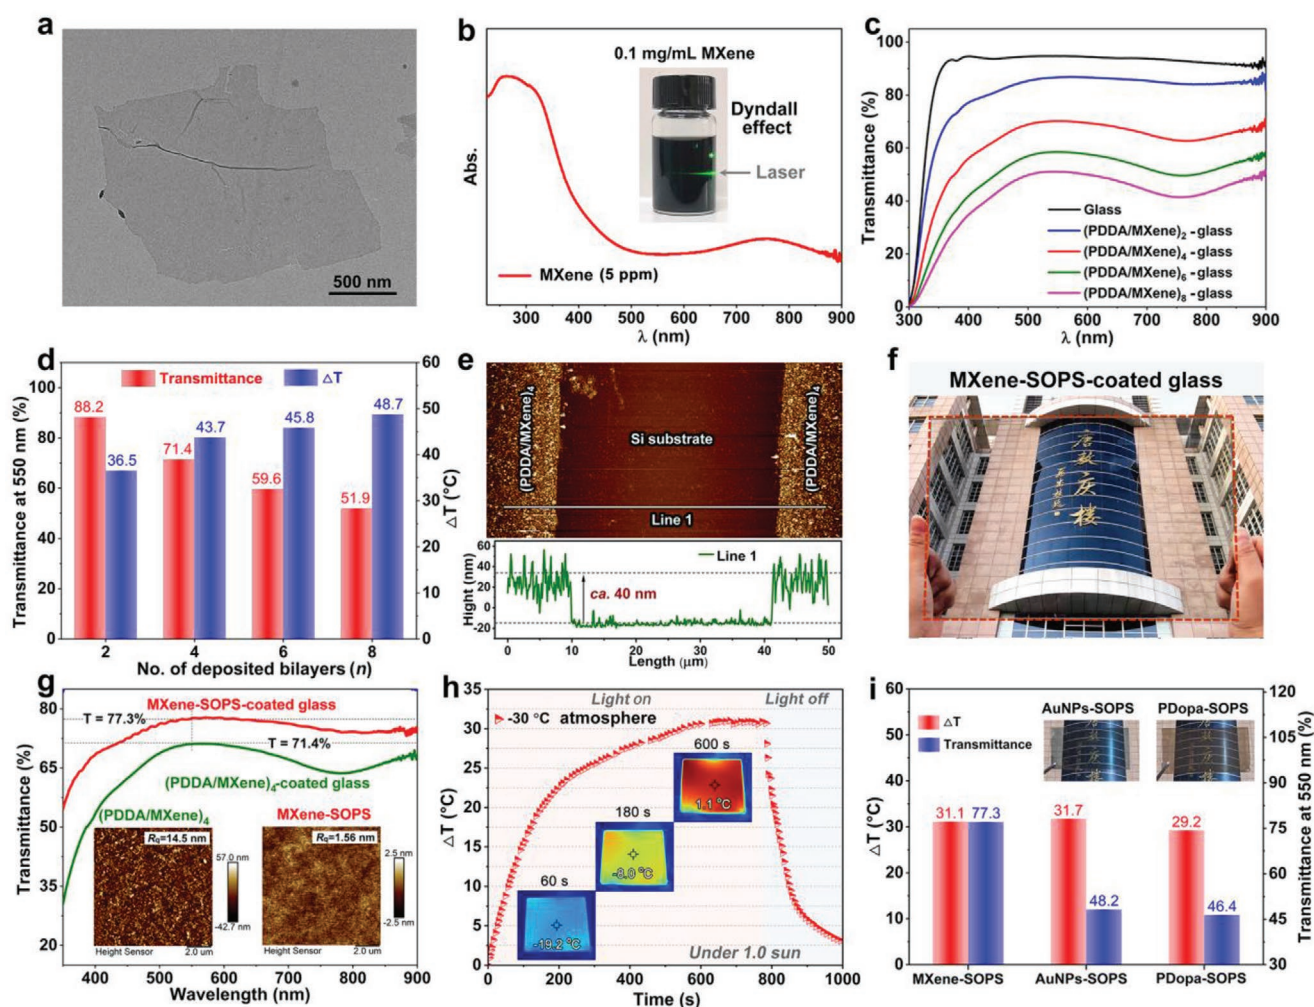 a
500 nm
b
0.1 mg/mL MXene
Dyndall
effect
Laser
Abs.
MXene (5 ppm)
300 400 500 600 700 800 900
λ (nm)
c
Transmittance (%)
100
80
60
40
20
0
Glass
(PDDA/MXene)2 - glass
(PDDA/MXene)4 - glass
(PDDA/MXene)6 - glass
(PDDA/MXene)8 - glass
300 400 500 600 700 800 900
λ (nm)
d
Transmittance at 550 nm (%)
100
80
60
40
20
0
Transmittance
△T
88.2
36.5
71.4
43.7
59.6
45.8
51.9
48.7
60
50
40
30
20
10
0
△T (°C)
2 4 6 8
No. of deposited bilayers (n)
e
(PDDA/MXene)4
Si substrate
(PDDA/MXene)4
Line 1
Hight (nm)
60
40
20
0
-20
Line 1
ca. 40 nm
0 10 20 30 40 50
Length (μm)
f
MXene-SOPS-coated glass
g
Transmittance (%)
80
65
50
35
20
MXene-SOPS-coated glass
T = 77.3%
T = 71.4%
(PDDA/MXene)4-coated glass
(PDDA/MXene)4
MXene-SOPS
Rq=14.5 nm
57.0 nm
-42.7 nm
Rq=1.56 nm
2.5 nm
-2.5 nm
Height Sensor 2.0 um
Height Sensor 2.0 um
400 500 600 700 800 900
Wavelength (nm)
h
△T (°C)
35
30
25
20
15
10
5
0
Light on
Light off
-30 °C atmosphere
600 s
1.1 °C
180 s
-8.0 °C
60 s
-19.2 °C
Under 1.0 sun
0 200 400 600 800 1000
Time (s)
i
△T (°C)
60
50
40
30
20
10
0
△T
Transmittance
AuNPs-SOPS
PDopa-SOPS
31.1
77.3
31.7
48.2
29.2
46.4
120
105
90
75
60
45
30
Transmittance at 550 nm (%)
MXene-SOPS AuNPs-SOPS PDopa-SOPS